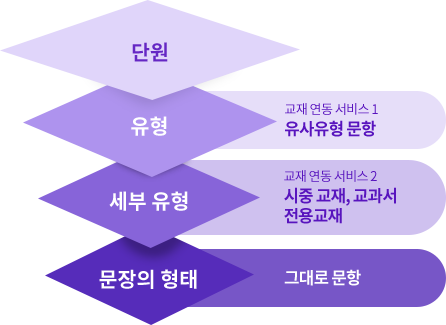 단원
유형
교재 연동 서비스 1
유사유형 문항
세부 유형
교재 연동 서비스 2
시중 교재, 교과서
전용교재
문장의 형태
그대로 문항